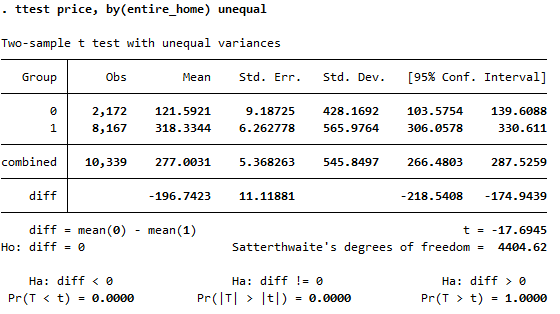 . ttest price, by(entire_home) unequal
Two-sample t test with unequal variances
Group Obs Mean Std. Err. Std. Dev. [95% Conf. Interval]
0 2,172 121.5921 9.18725 428.1692 103.5754 139.6088
1 8,167 318.3344 6.262778 565.9764 306.0578 330.611
combined 10,339 277.0031 5.368263 545.8497 266.4803 287.5259
diff -196.7423 11.11881 -218.5408 -174.9439
diff = mean(0) - mean(1) t = -17.6945
Ho: diff = 0 Satterthwaite's degrees of freedom = 4404.62
Ha: diff < 0 Ha: diff != 0 Ha: diff > 0
Pr(T < t) = 0.0000 Pr(|T| > |t|) = 0.0000 Pr(T > t) = 1.0000